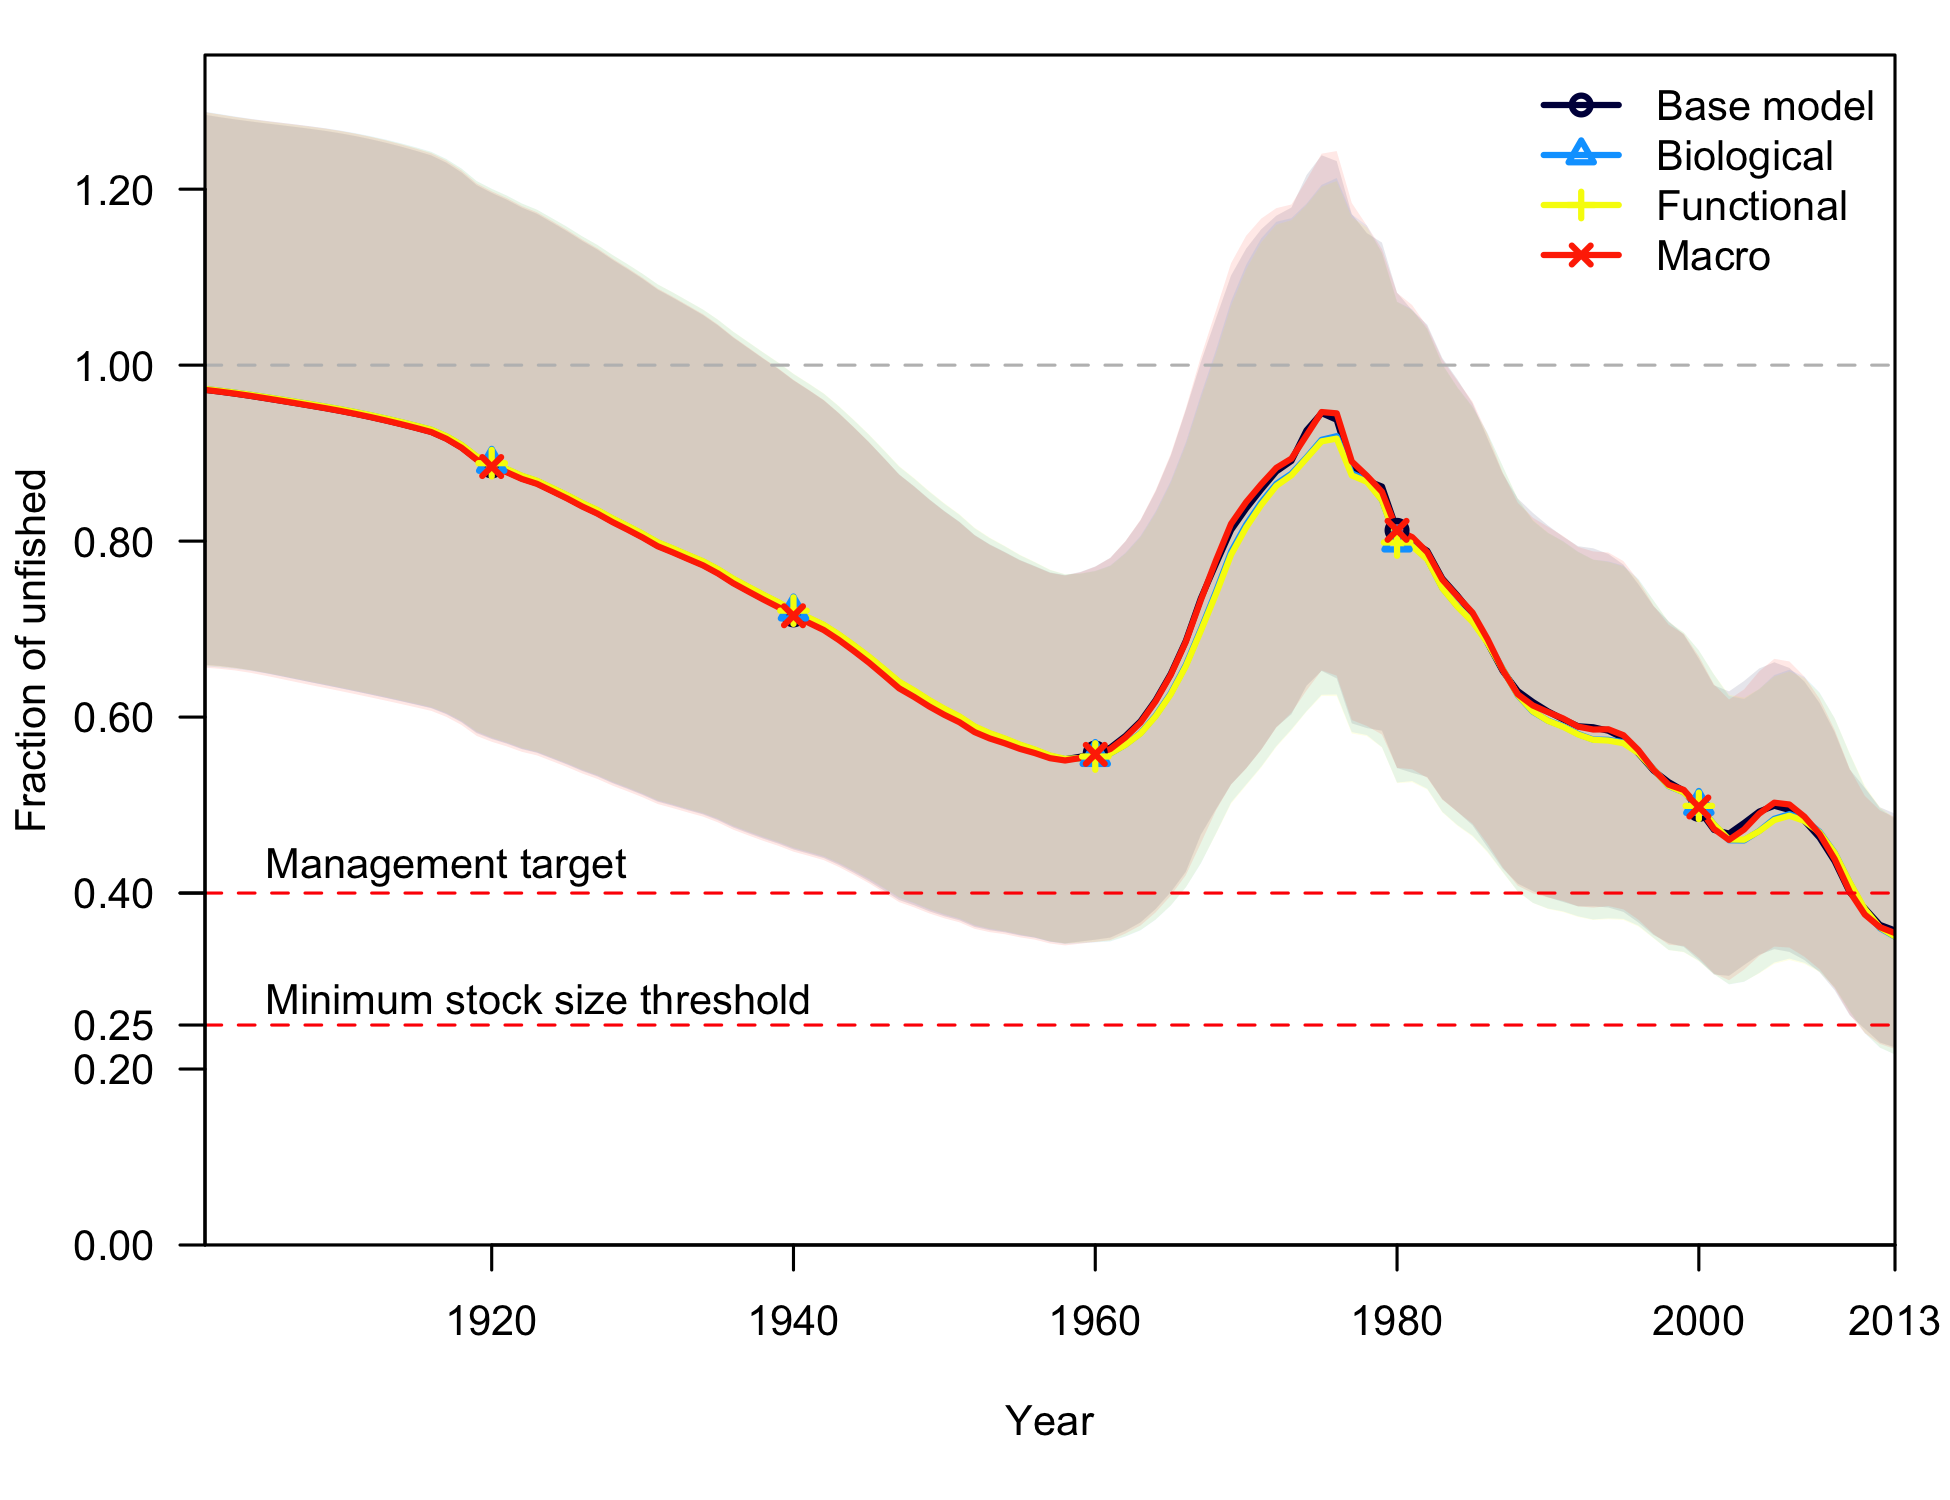 Base model
Biological
Functional
Macro
1.20
1.00
0.80
0.60
0.40
0.25
0.20
0.00
Fraction of unfished
Management target
Minimum stock size threshold
1920
1940
1960
1980
2000
2013
Year